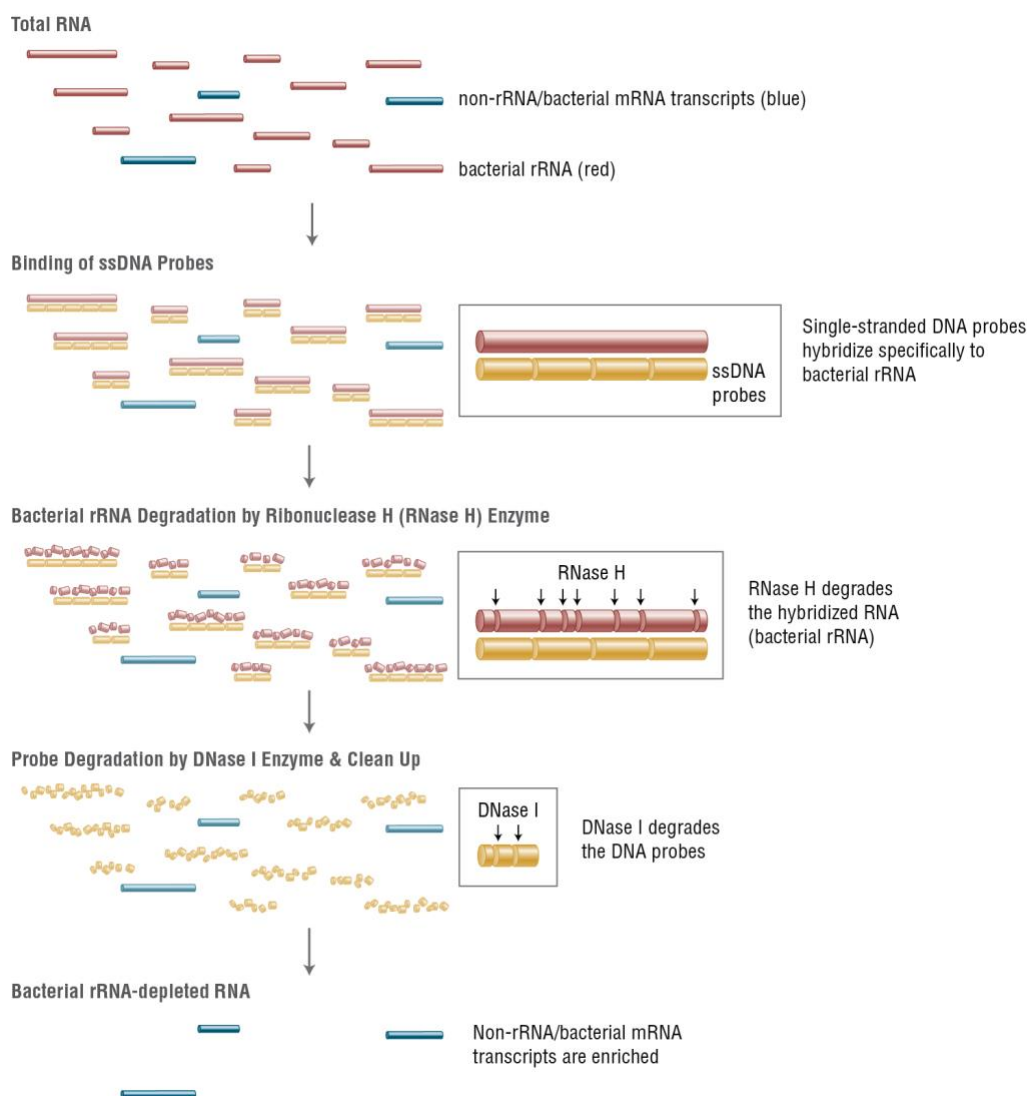 Total RNA
non-rRNA/bacterial mRNA transcripts (blue)
bacterial rRNA (red)
Binding of ssDNA Probes
ssDNA
probes
Single-stranded DNA probes
hybridize specifically to
bacterial rRNA
Bacterial rRNA Degradation by Ribonuclease H (RNase H) Enzyme
RNase H
RNase H degrades
the hybridized RNA
(bacterial rRNA)
Probe Degradation by DNase I Enzyme & Clean Up
DNase I
DNase I degrades
the DNA probes
Bacterial rRNA-depleted RNA
Non-rRNA/bacterial mRNA
transcripts are enriched